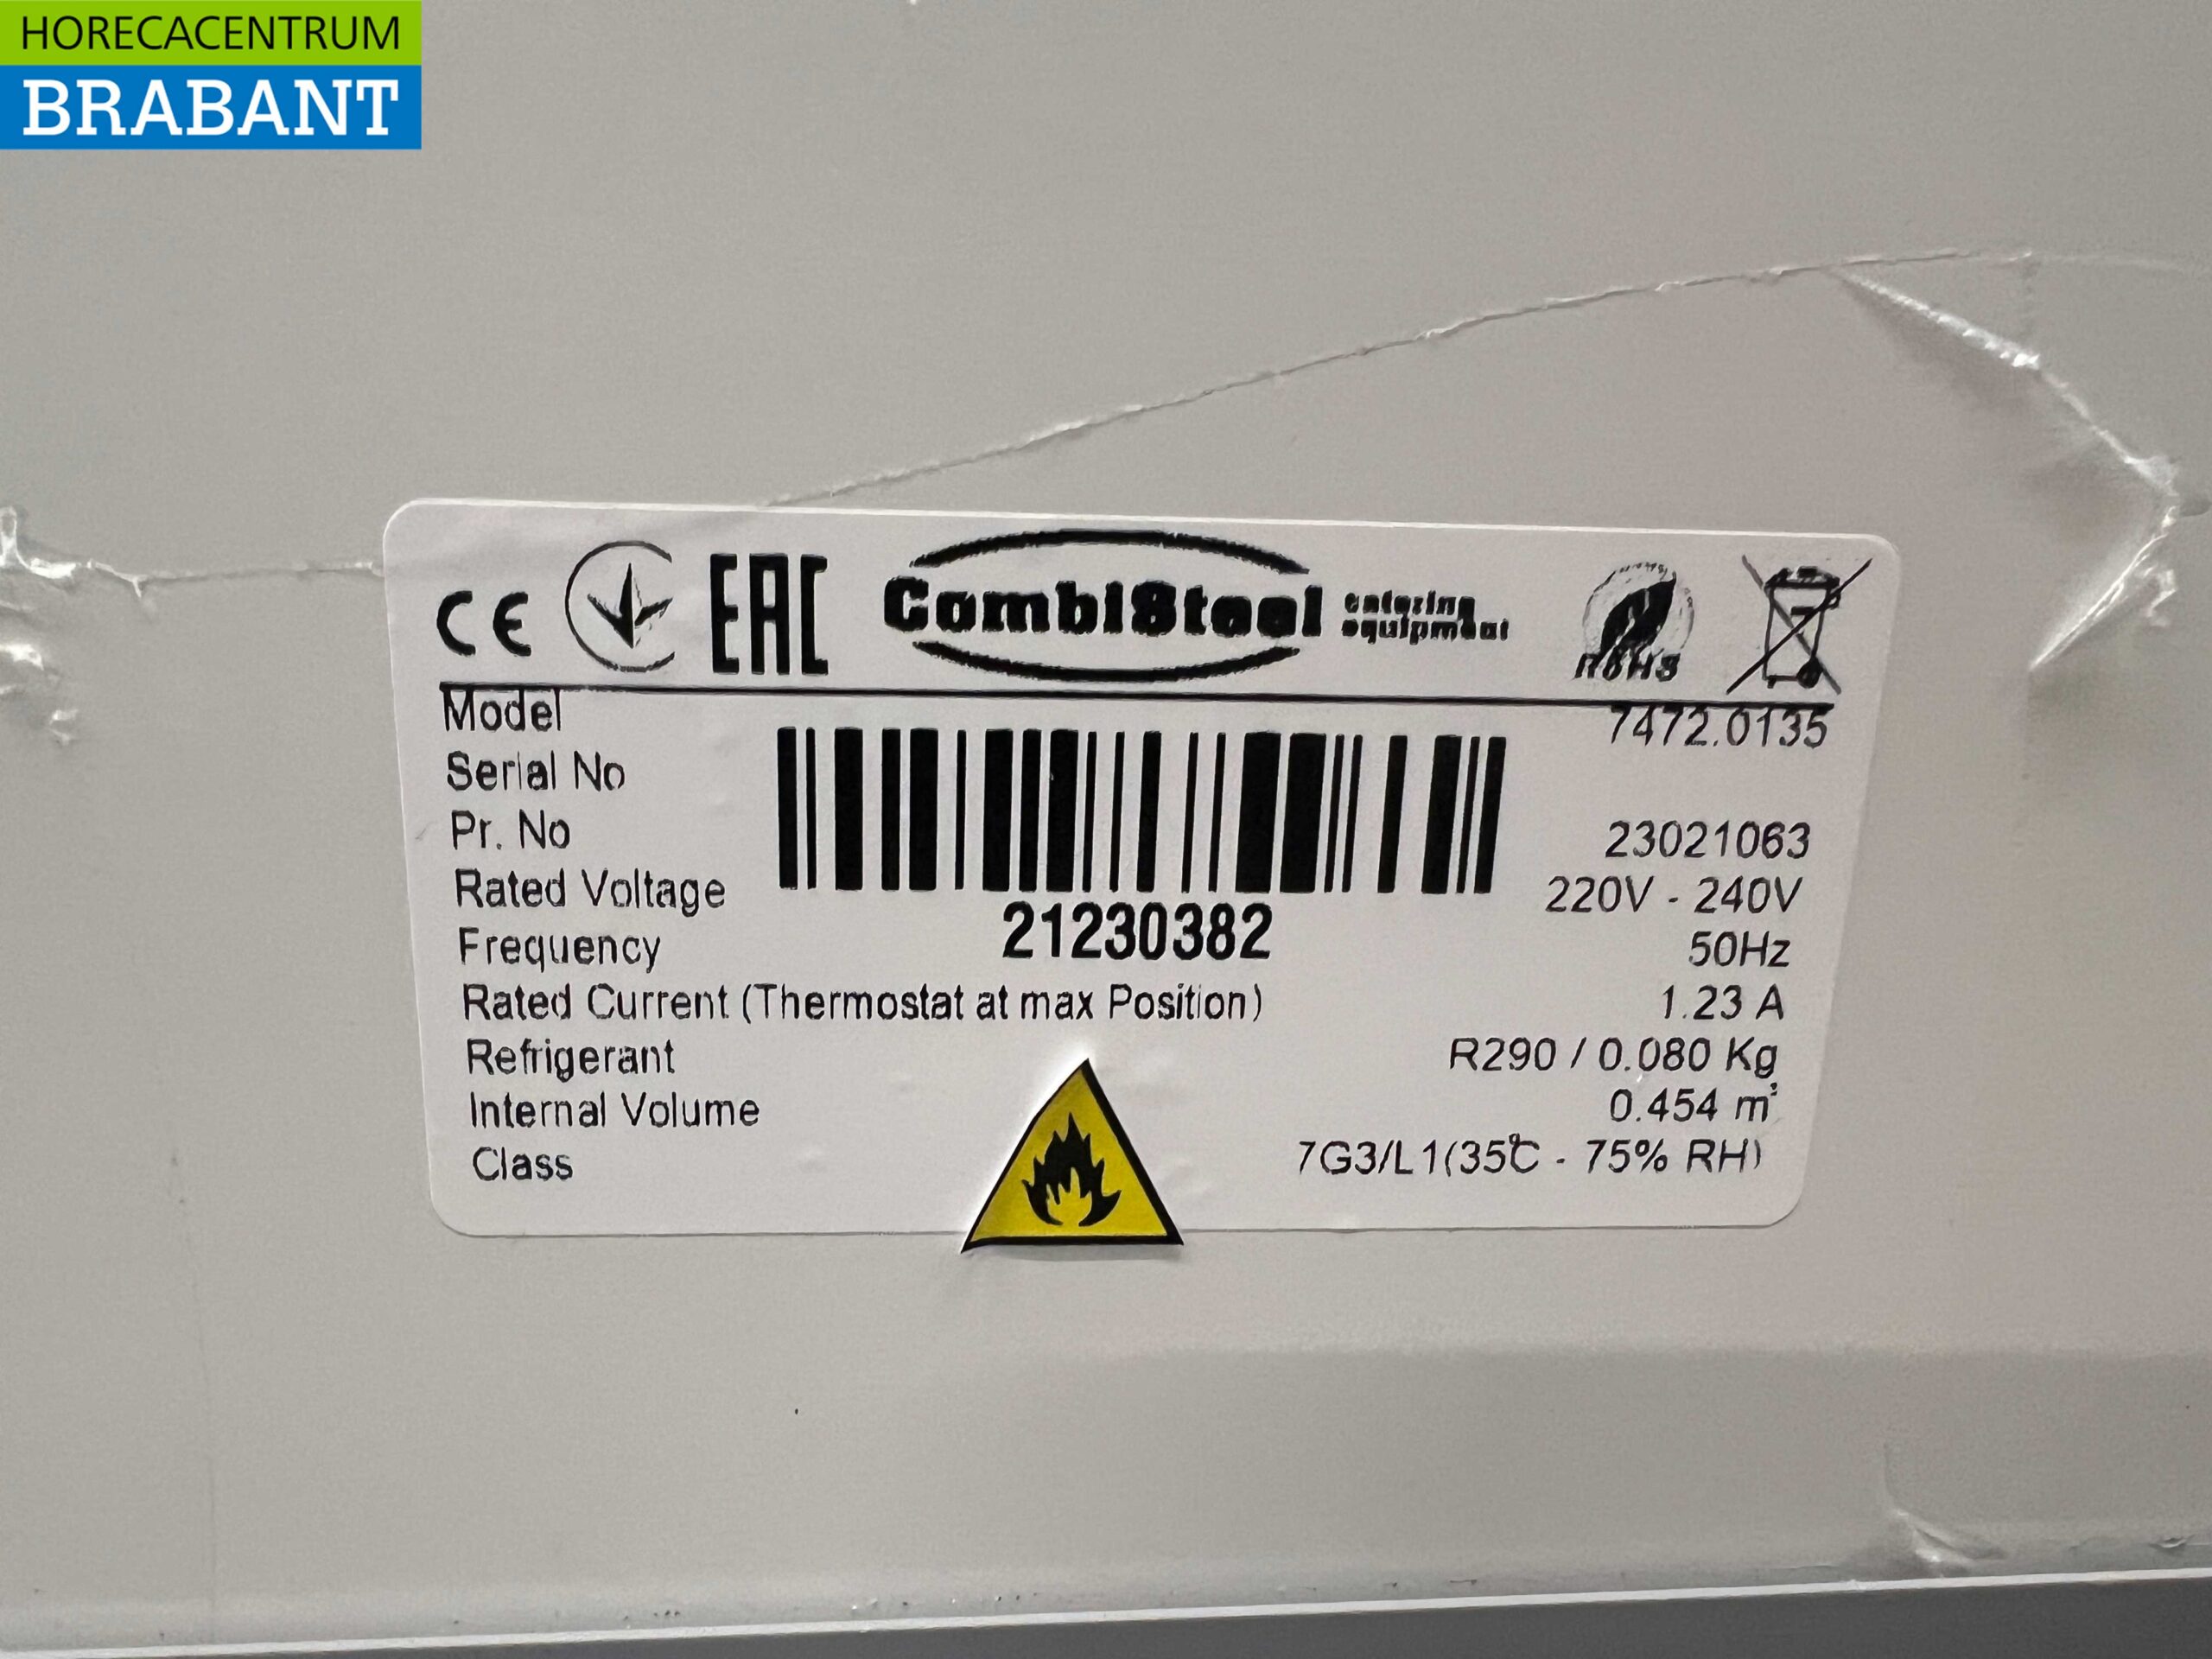 HORECACENTRUM
BRABANT
CE EAC CombiSteel catering equipment RoHS
Model 7472.0135
Serial No
Pr. No 23021063
Rated Voltage 220V - 240V
21230382
Frequency 50Hz
Rated Current (Thermostat at max Position) 1.23 A
Refrigerant R290 / 0.080 Kg
Internal Volume 0.454 m³
Class 7G3/L1(35℃ - 75% RH)